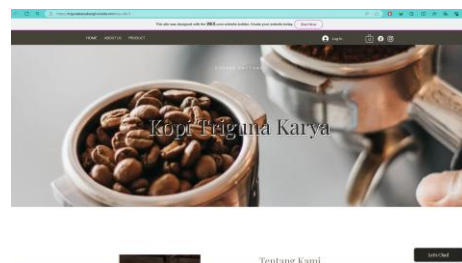 This site was designed with the WIX.com website builder. Create your website today. Start Now
HOME ABOUT US PRODUCT Log In
Kopi Triguna Karya
Tentang Kami
Let's Chat!